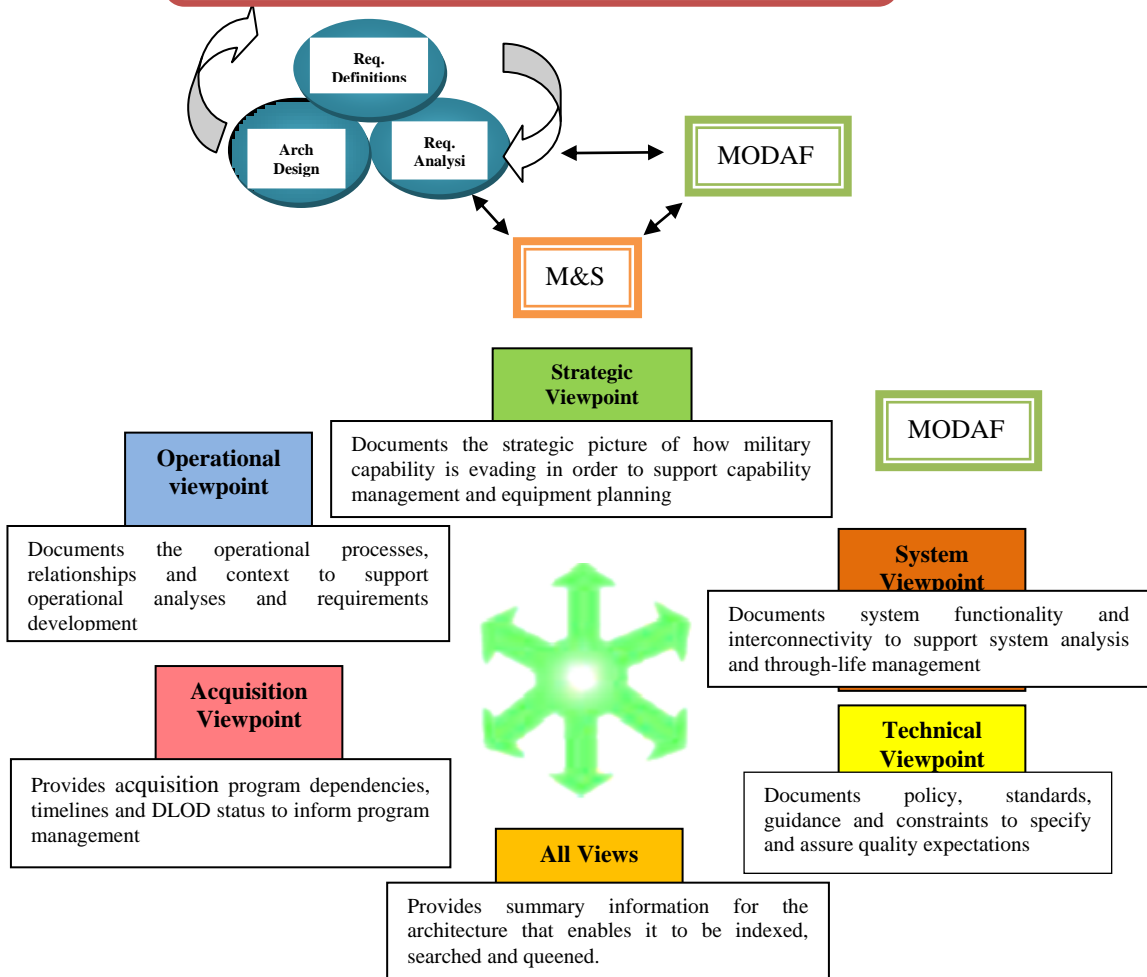 Req.
Definitions
Arch
Design
Req.
Analysi
MODAF
M&S
Strategic
Viewpoint
Documents the strategic picture of how military
capability is evading in order to support capability
management and equipment planning
MODAF
Operational
viewpoint
Documents the operational processes,
relationships and context to support
operational analyses and requirements
development
System
Viewpoint
Documents system functionality and
interconnectivity to support system analysis
and through-life management
Acquisition
Viewpoint
Provides acquisition program dependencies,
timelines and DLOD status to inform program
management
Technical
Viewpoint
Documents policy, standards,
guidance and constraints to specify
and assure quality expectations
All Views
Provides summary information for the
architecture that enables it to be indexed,
searched and queened.